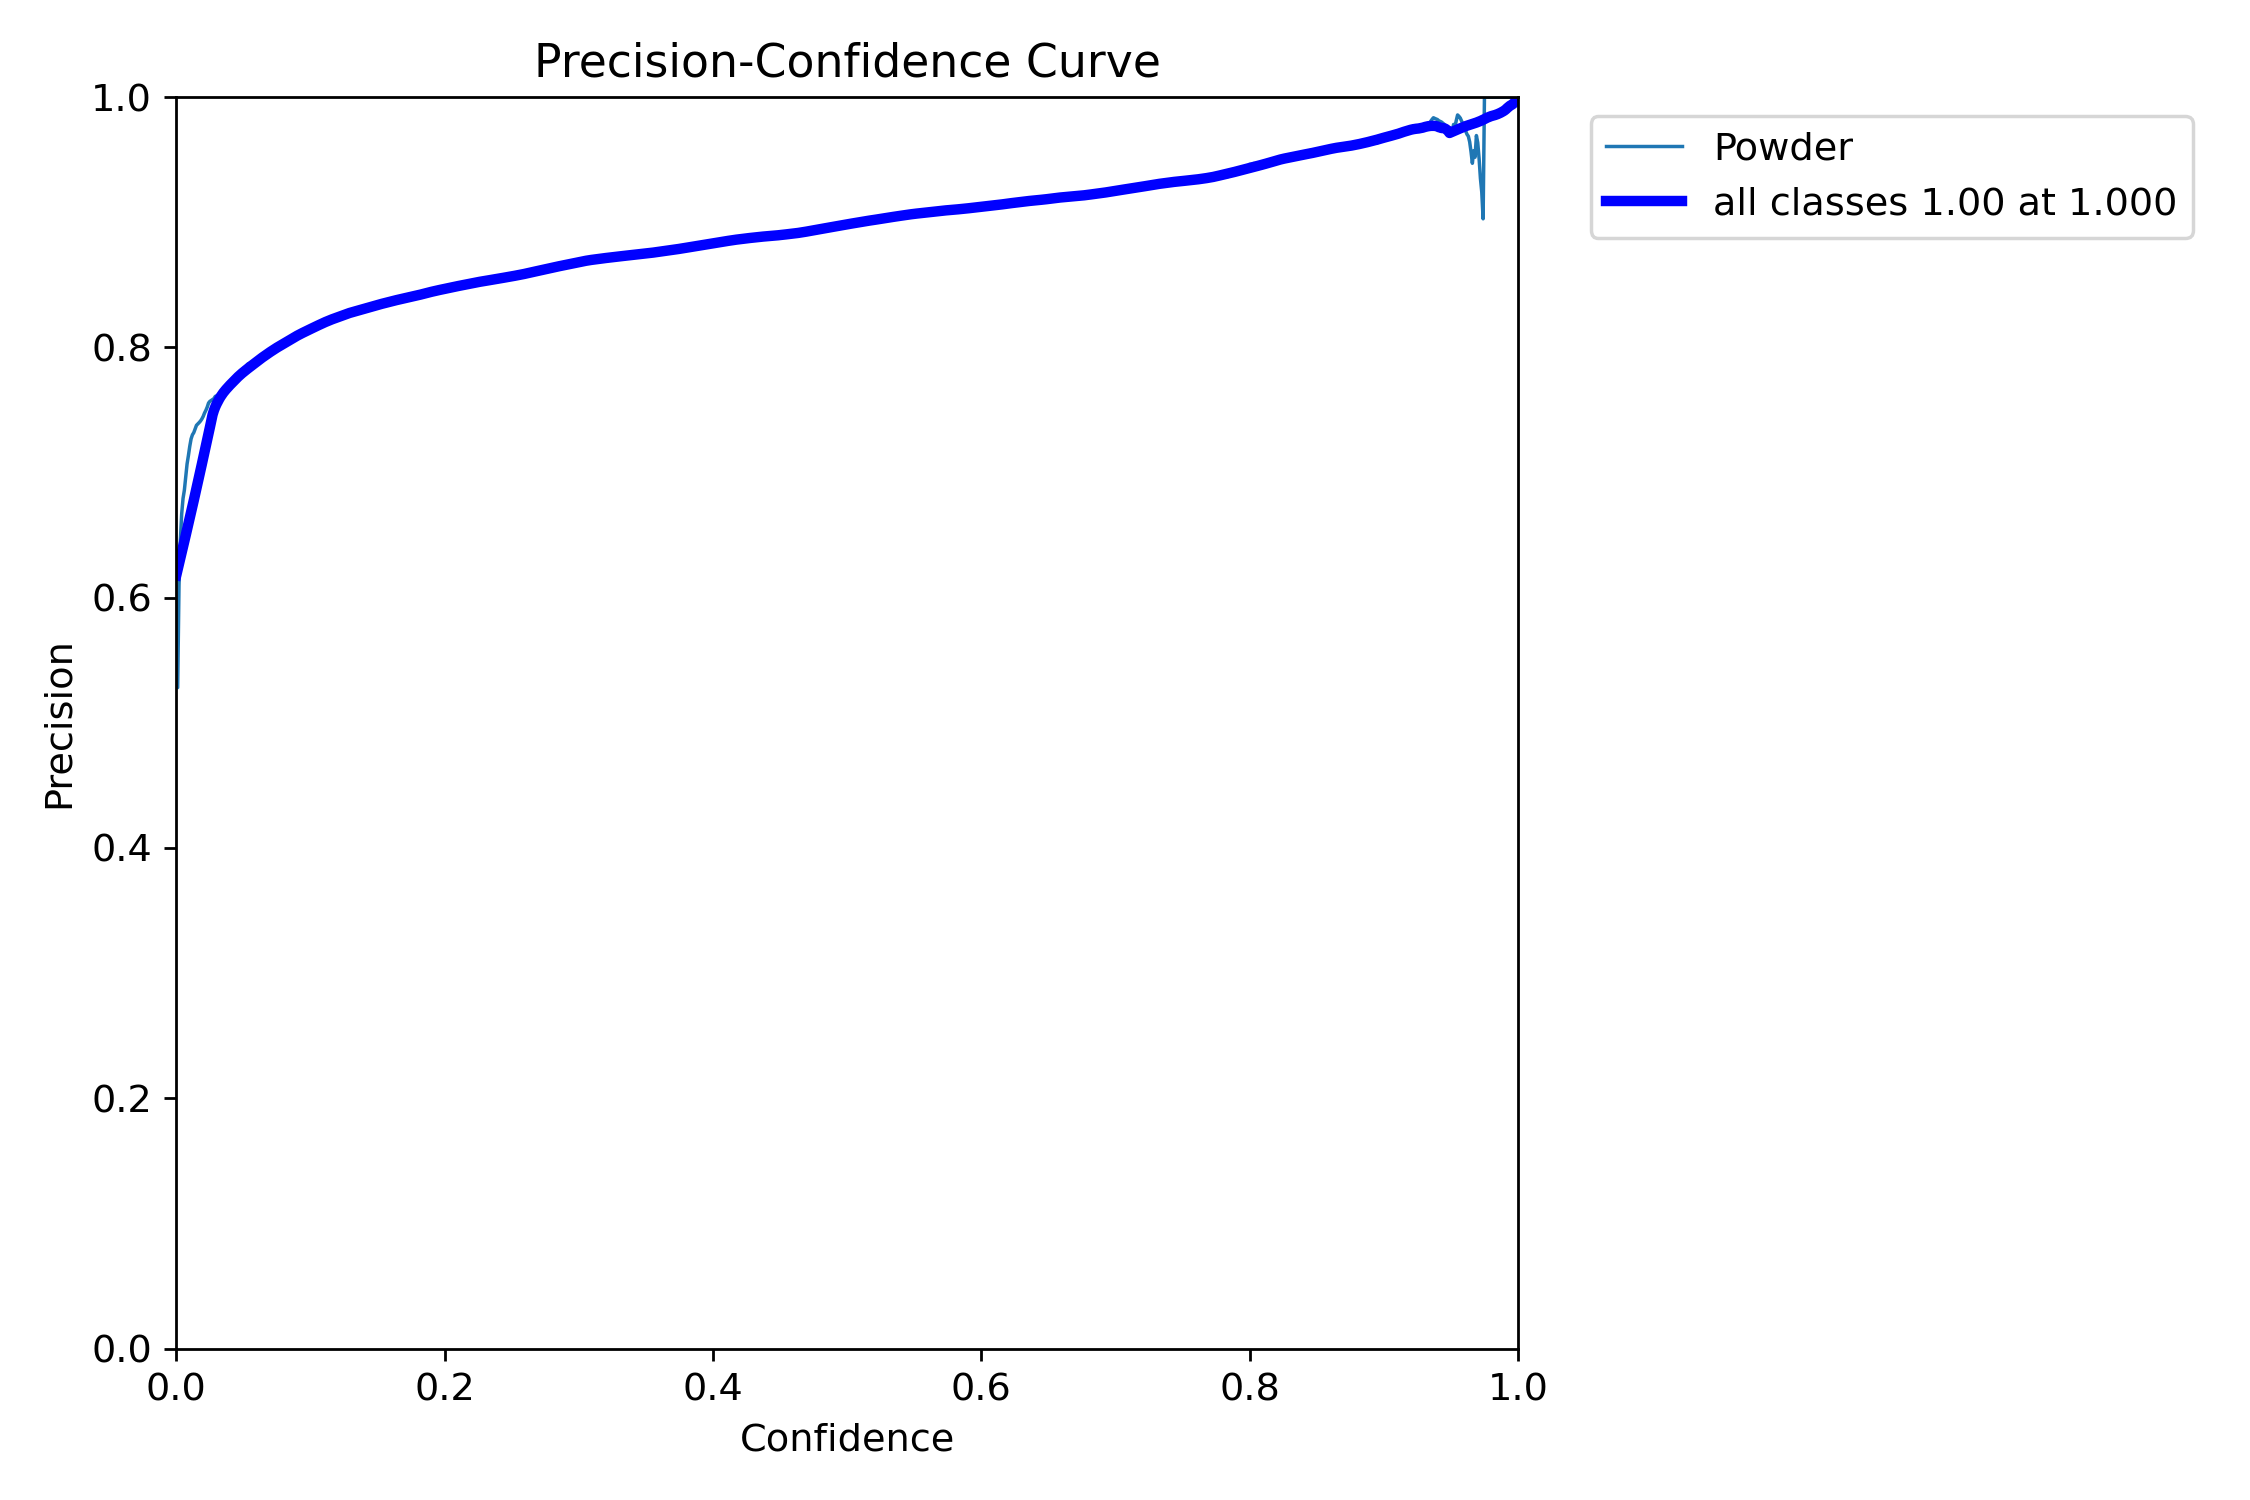 Precision-Confidence Curve
1.0
0.8
0.6
0.4
0.2
0.0
Precision
0.0 0.2 0.4 0.6 0.8 1.0
Confidence
Powder
all classes 1.00 at 1.000